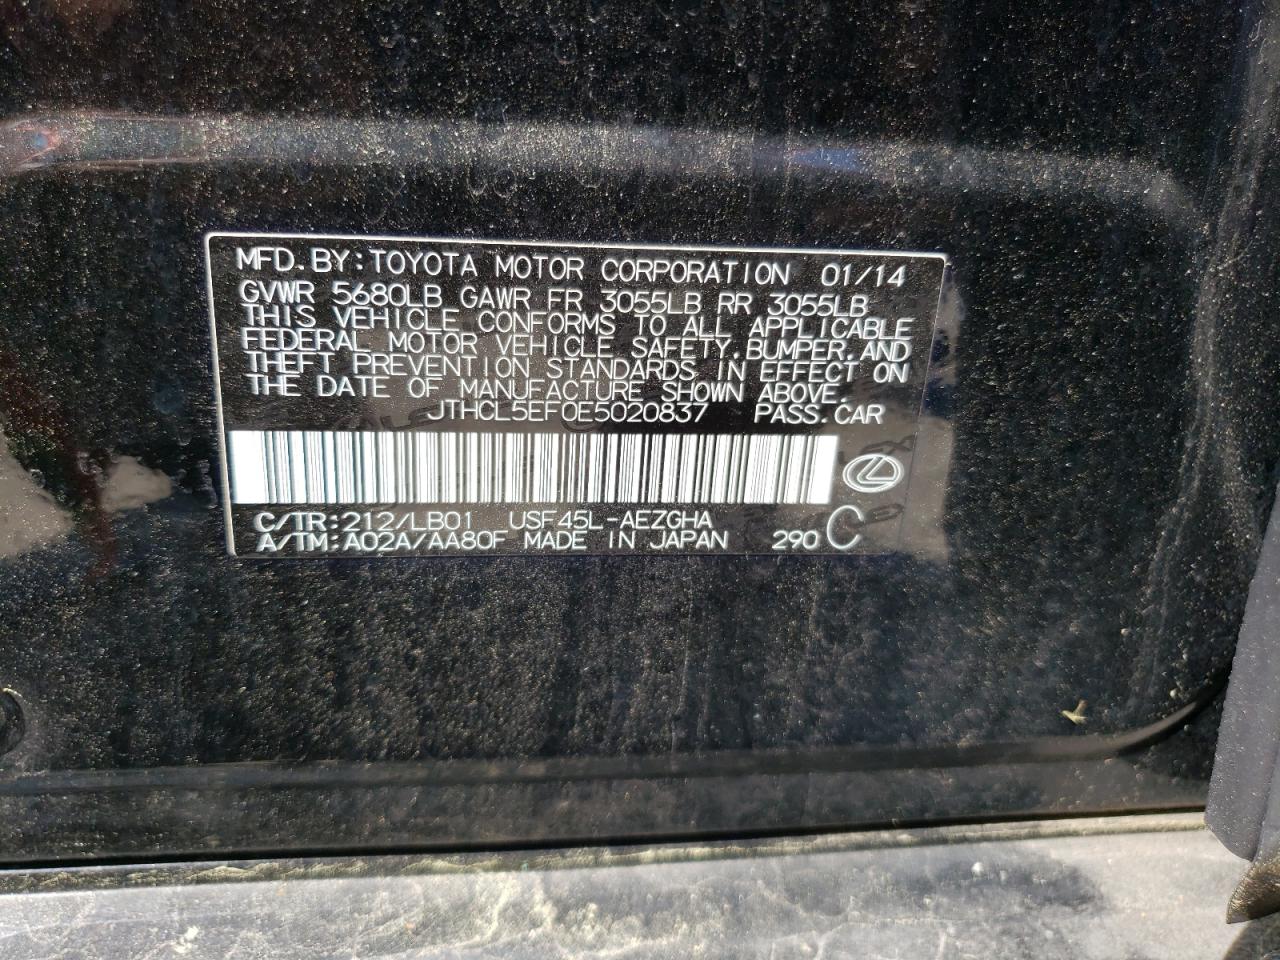 MFD. BY: TOYOTA MOTOR CORPORATION 01/14
GVWR 5680LB GAWR FR 3055LB RR 3055LB
THIS VEHICLE CONFORMS TO ALL APPLICABLE
FEDERAL MOTOR VEHICLE SAFETY, BUMPER, AND
THEFT PREVENTION STANDARDS IN EFFECT ON
THE DATE OF MANUFACTURE SHOWN ABOVE.
JTHCL5EF0E5020837 PASS. CAR
C/TR: 212/LB01 USF45L-AEZGHA
A/TM: A02A/AA80F MADE IN JAPAN 290 C